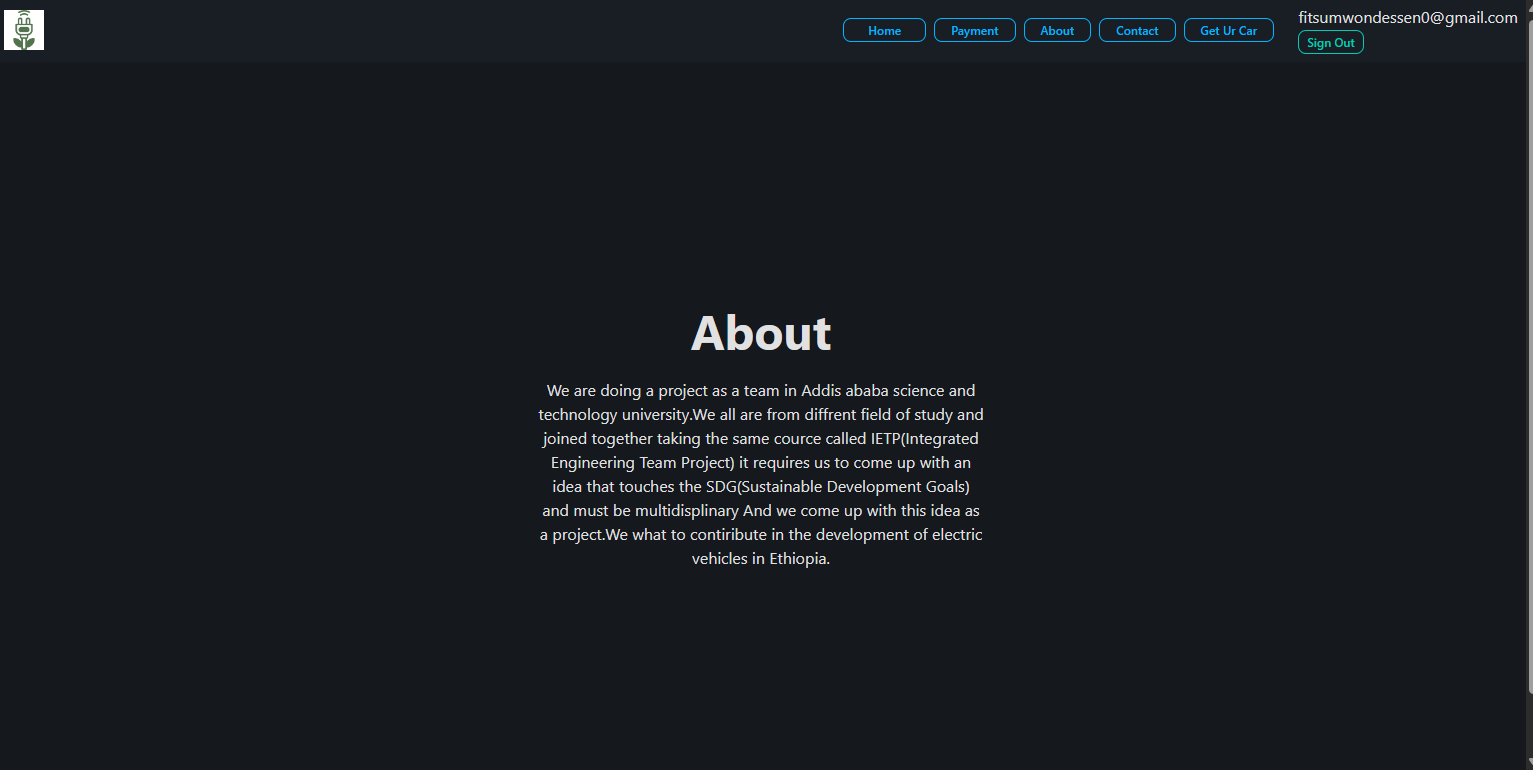 Home
Payment
About
Contact
Get Ur Car
fitsumwondessen0@gmail.com
Sign Out
About
We are doing a project as a team in Addis ababa science and
technology university.We all are from diffrent field of study and
joined together taking the same cource called IETP(Integrated
Engineering Team Project) it requires us to come up with an
idea that touches the SDG(Sustainable Development Goals)
and must be multidisplinary And we come up with this idea as
a project.We what to contiribute in the development of electric
vehicles in Ethiopia.